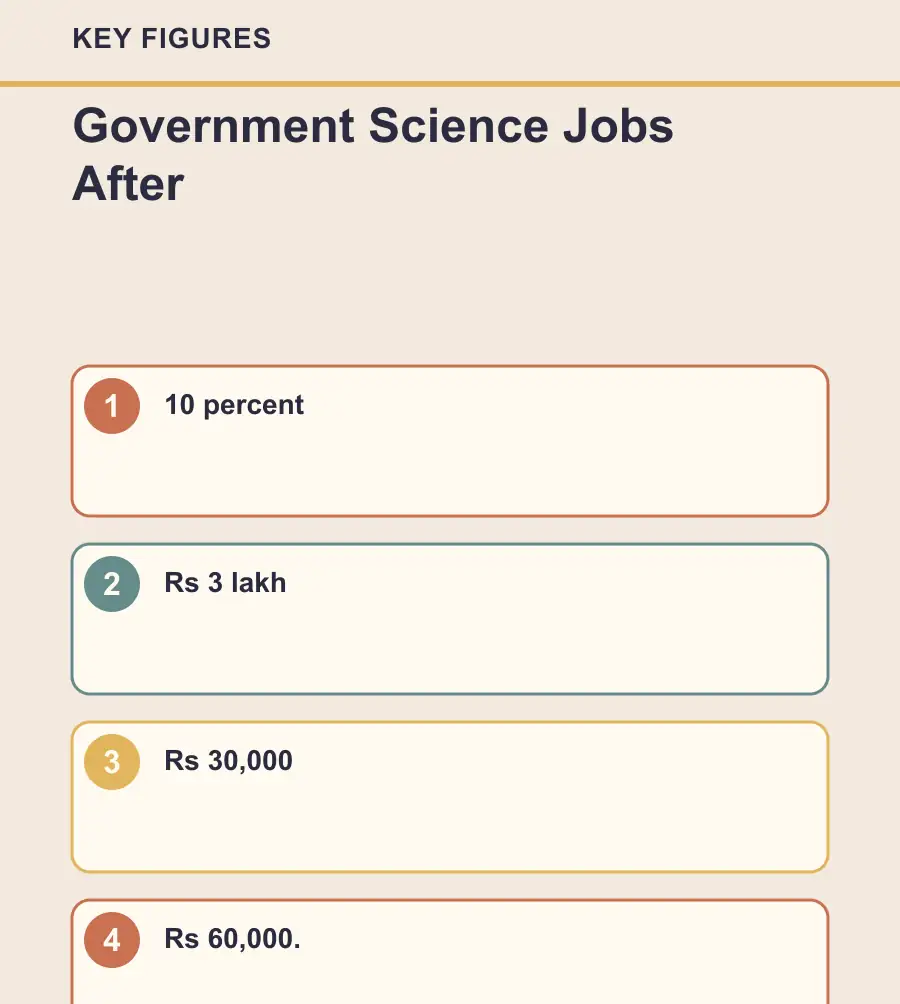 KEY FIGURES
Government Science Jobs
After
1 10 percent
2 Rs 3 lakh
3 Rs 30,000
4 Rs 60,000.